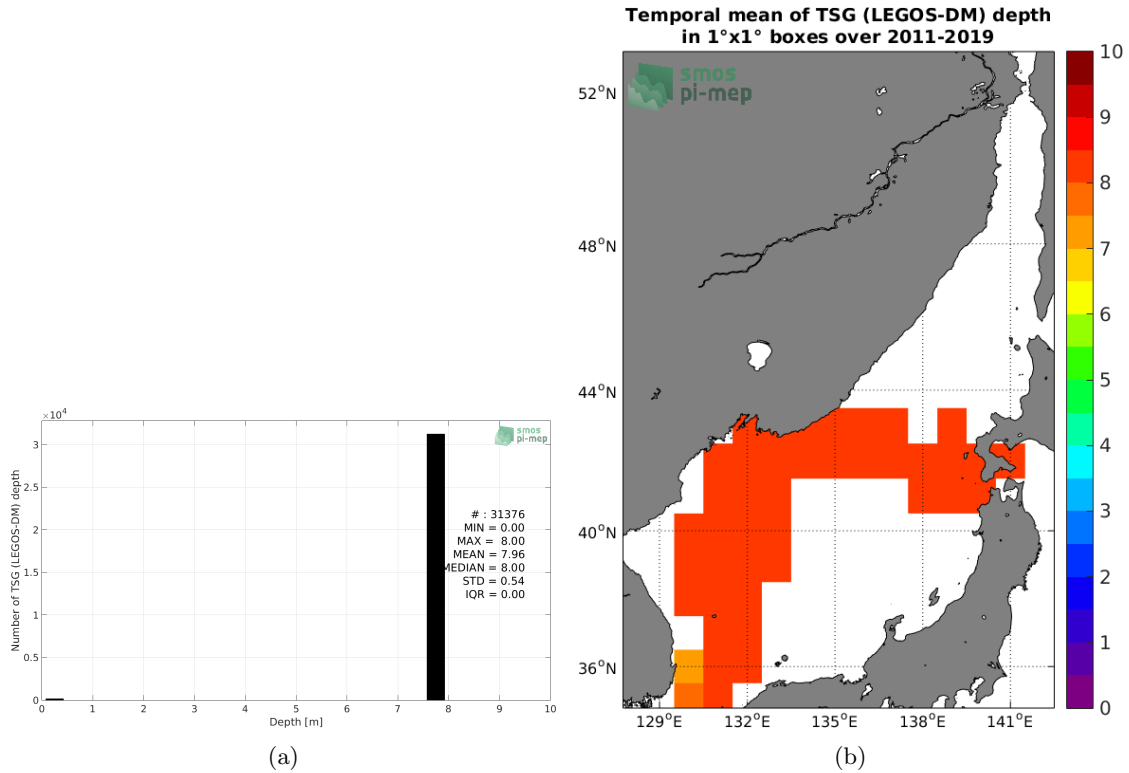 ×10⁴
smos
pi-mep
3
2.5
2
1.5
1
0.5
0
Number of TSG (LEGOS-DM) depth
# : 31376
MIN = 0.00
MAX = 8.00
MEAN = 7.96
MEDIAN = 8.00
STD = 0.54
IQR = 0.00
0 1 2 3 4 5 6 7 8 9 10
Depth [m]
(a)
Temporal mean of TSG (LEGOS-DM) depth
in 1°x1° boxes over 2011-2019
smos
pi-mep
52°N
48°N
44°N
40°N
36°N
129°E 132°E 135°E 138°E 141°E
10
9
8
7
6
5
4
3
2
1
0
(b)